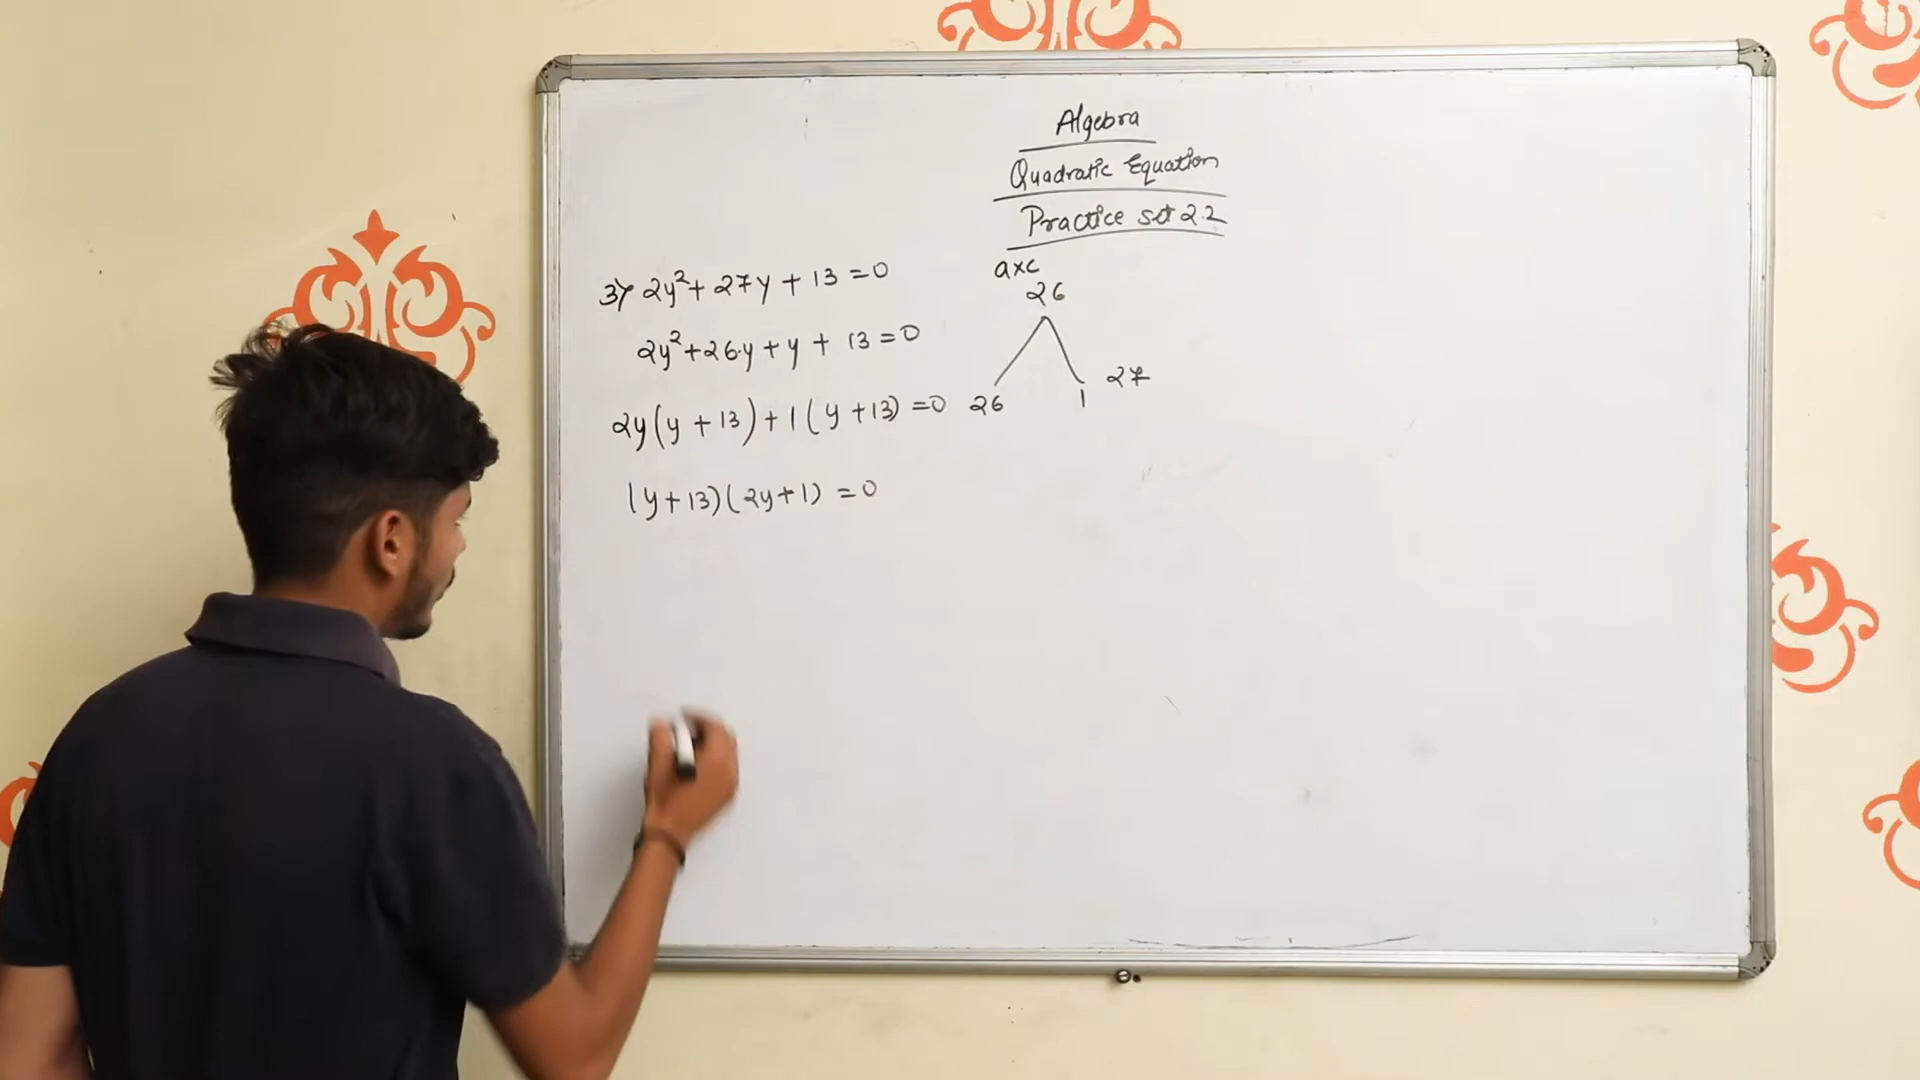 Algebra
Quadratic Equation
Practice set 2.2
3) 2y²+ 27y + 13 = 0
2y²+26y + y + 13 = 0
2y(y + 13) + 1(y + 13) = 0
(y + 13)(2y + 1) = 0
a×c
26
26 1 27